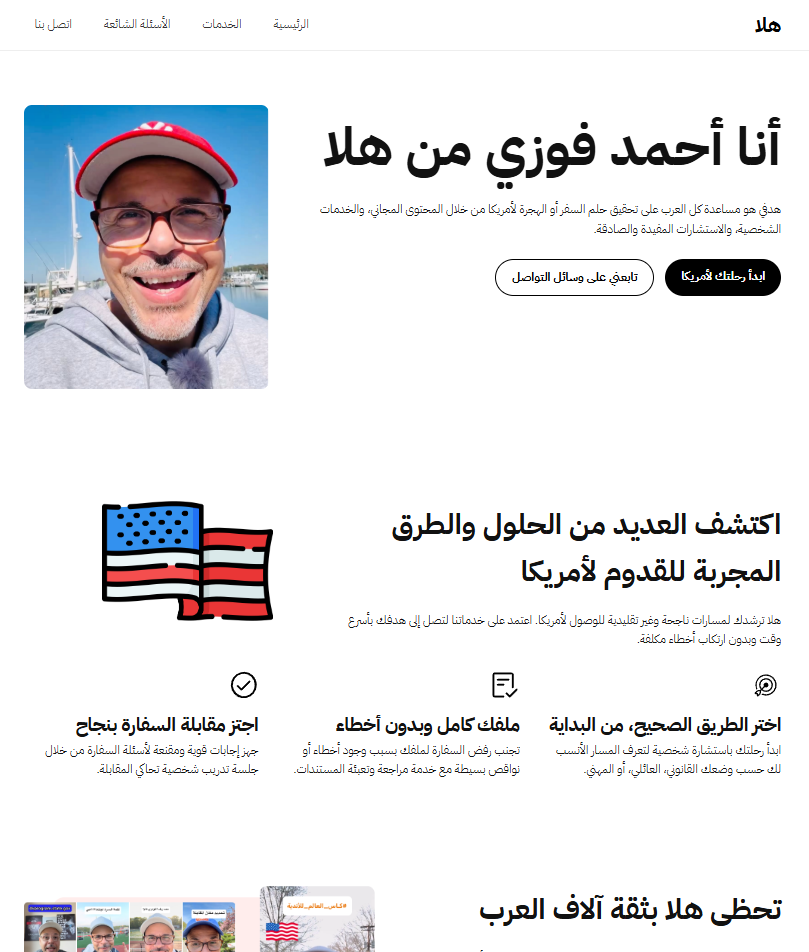 هلا
الرئيسية
الخدمات
الأسئلة الشائعة
اتصل بنا
أنا أحمد فوزي من هلا
هدفي هو مساعدة كل العرب على تحقيق حلم السفر أو الهجرة لأمريكا من خلال المحتوى المجاني، والخدمات
الشخصية، والاستشارات المفيدة والصادقة.
ابدأ رحلتك لأمريكا
تابعني على وسائل التواصل
اكتشف العديد من الحلول والطرق
المجربة للقدوم لأمريكا
هلا ترشدك لمسارات ناجحة وغير تقليدية للوصول لأمريكا. اعتمد على خدماتنا لتصل إلى هدفك بأسرع
وقت وبدون ارتكاب أخطاء مكلفة.
اختر الطريق الصحيح، من البداية
ابدأ رحلتك باستشارة شخصية لتعرف المسار الأنسب
لك حسب وضعك القانوني، العائلي، أو المهني.
ملفك كامل وبدون أخطاء
تجنب رفض السفارة لملفك بسبب وجود أخطاء أو
نواقص بسيطة مع خدمة مراجعة وتعبئة المستندات.
اجتز مقابلة السفارة بنجاح
جهز إجابات قوية ومقنعة لأسئلة السفارة من خلال
جلسة تدريب شخصية تحاكي المقابلة.
تحظى هلا بثقة آلاف العرب
#كأس_العالم_للأندية